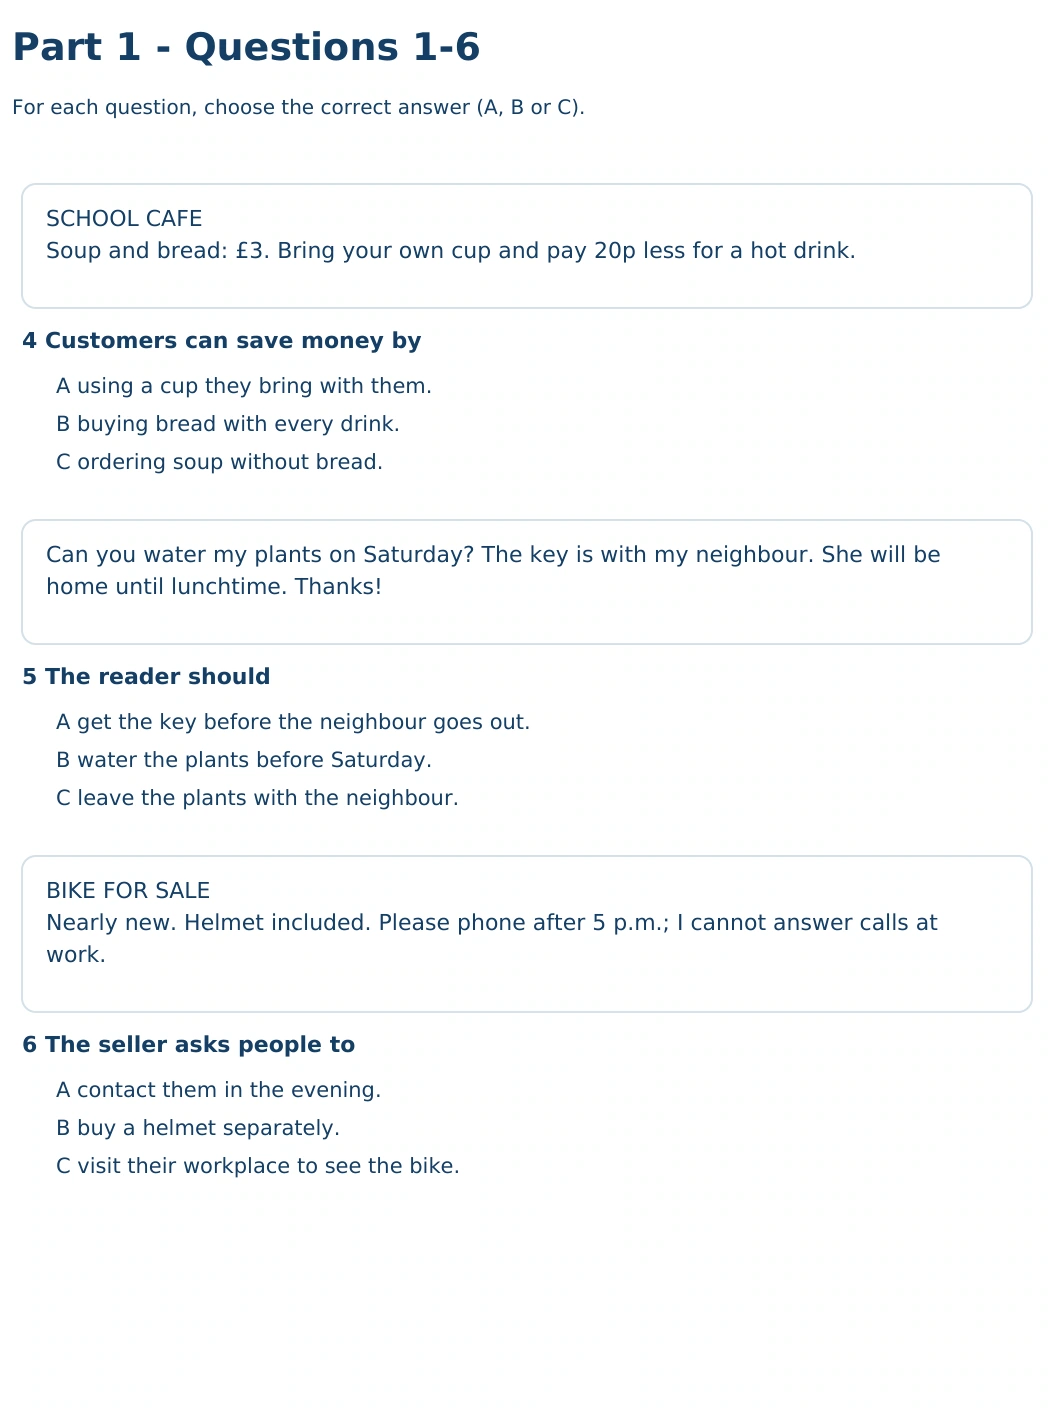 Part 1 - Questions 1-6
For each question, choose the correct answer (A, B or C).
SCHOOL CAFE
Soup and bread: £3. Bring your own cup and pay 20p less for a hot drink.
4 Customers can save money by
A using a cup they bring with them.
B buying bread with every drink.
C ordering soup without bread.
Can you water my plants on Saturday? The key is with my neighbour. She will be
home until lunchtime. Thanks!
5 The reader should
A get the key before the neighbour goes out.
B water the plants before Saturday.
C leave the plants with the neighbour.
BIKE FOR SALE
Nearly new. Helmet included. Please phone after 5 p.m.; I cannot answer calls at
work.
6 The seller asks people to
A contact them in the evening.
B buy a helmet separately.
C visit their workplace to see the bike.